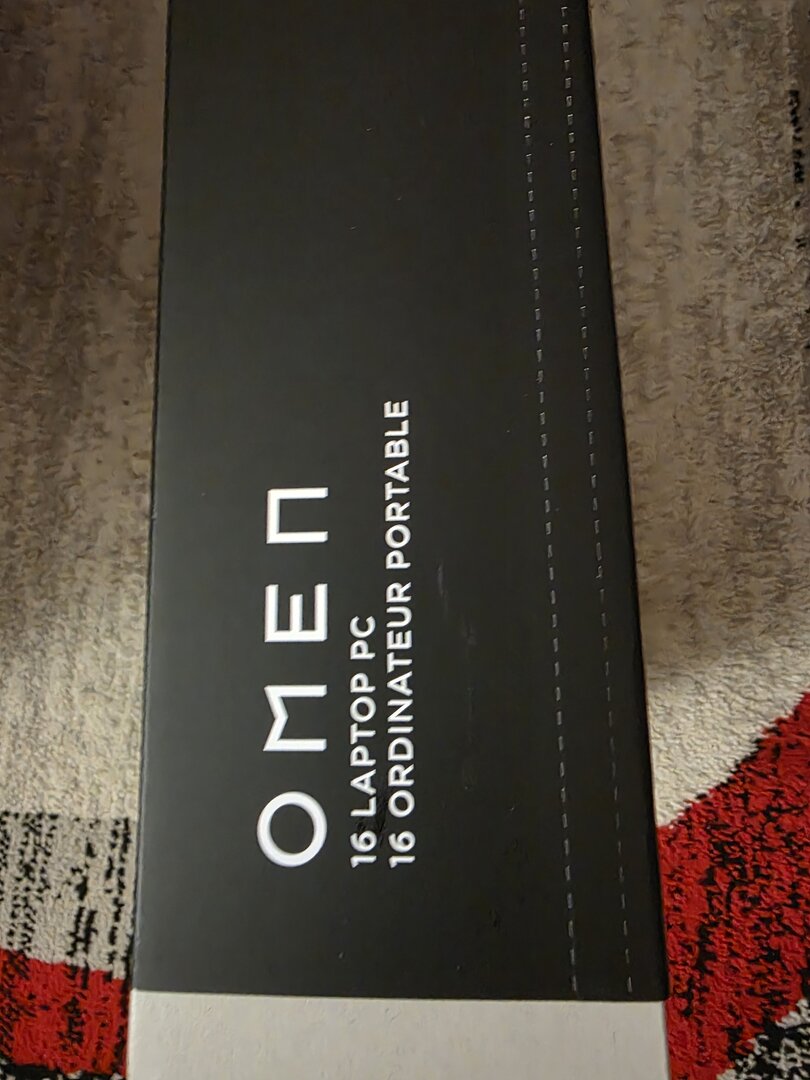 OMEN
16 LAPTOP PC
16 ORDINATEUR PORTABLE